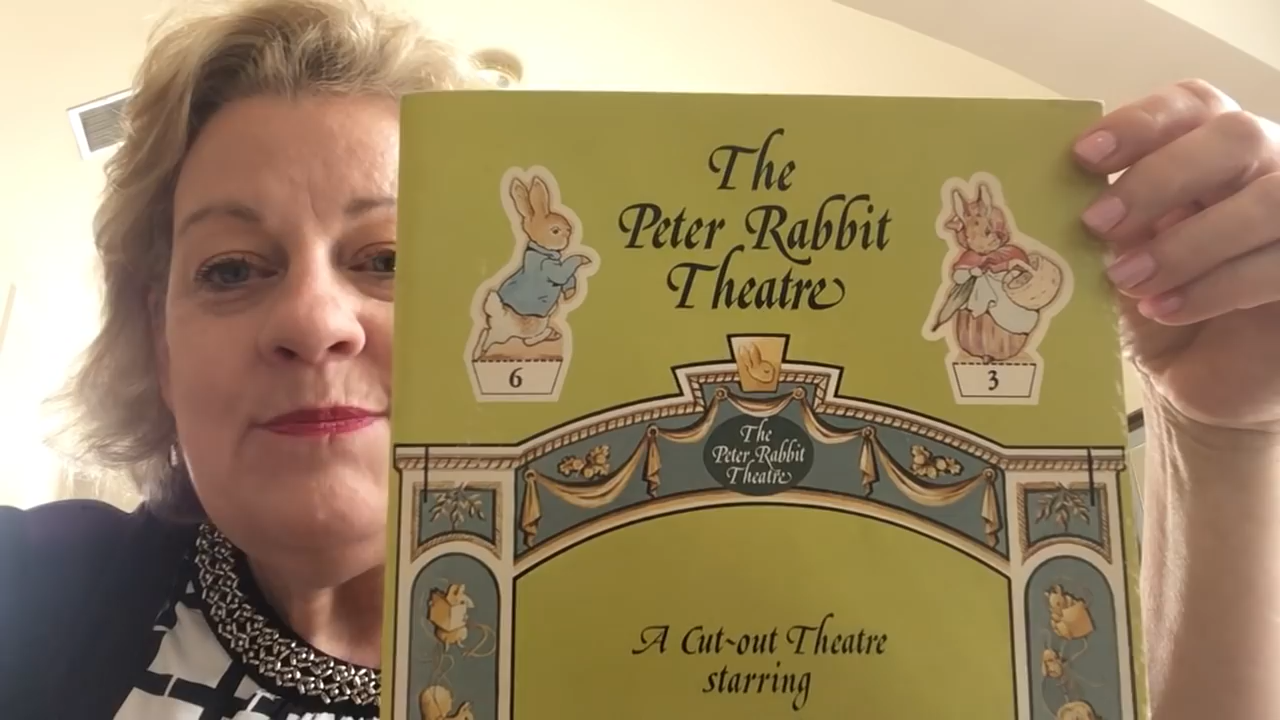 The
Peter Rabbit
Theatre
6
3
The
Peter Rabbit
Theatre
A Cut-out Theatre
starring